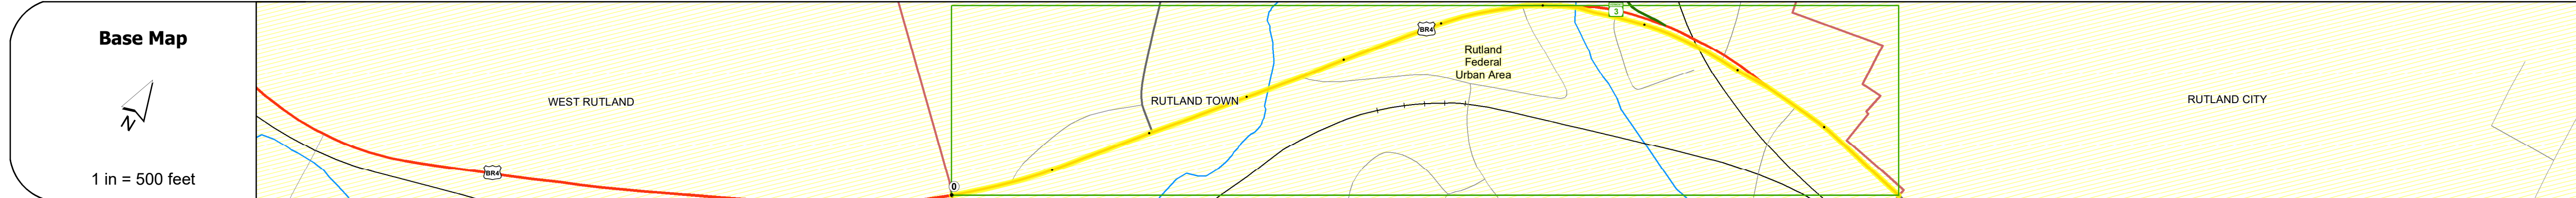 Base Map
N
1 in = 500 feet
WEST RUTLAND
BR4
0
RUTLAND TOWN
BR4
Rutland
Federal
Urban Area
3
RUTLAND CITY